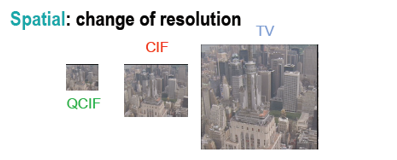 Spatial: change of resolution
TV
CIF
QCIF